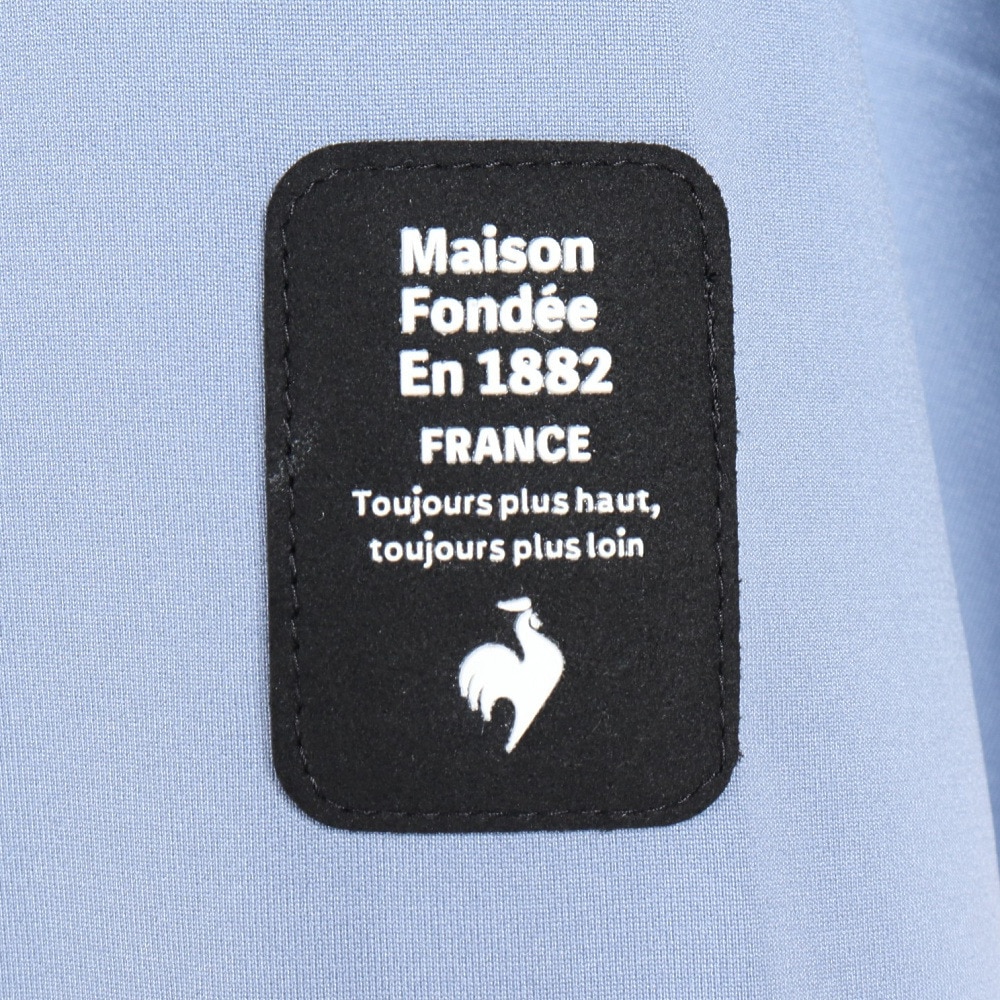 Maison
Fondée
En 1882
FRANCE
Toujours plus haut,
toujours plus loin